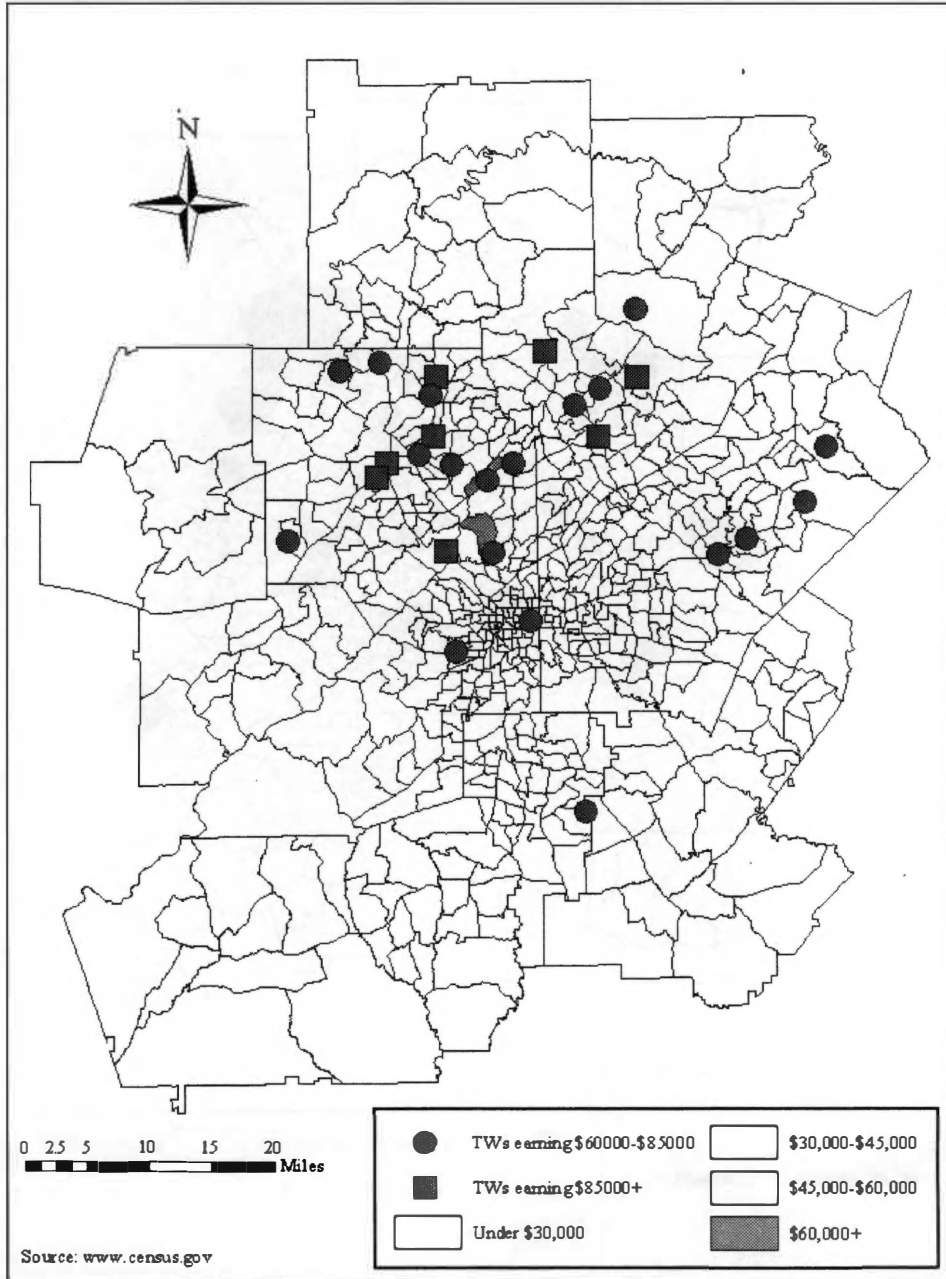 N
TWs earning $60000-$85000
$30,000-$45,000
TWs earning $85000+
$45,000-$60,000
Under $30,000
$60,000+
0 2.5 5 10 15 20
Miles
Source: www.census.gov